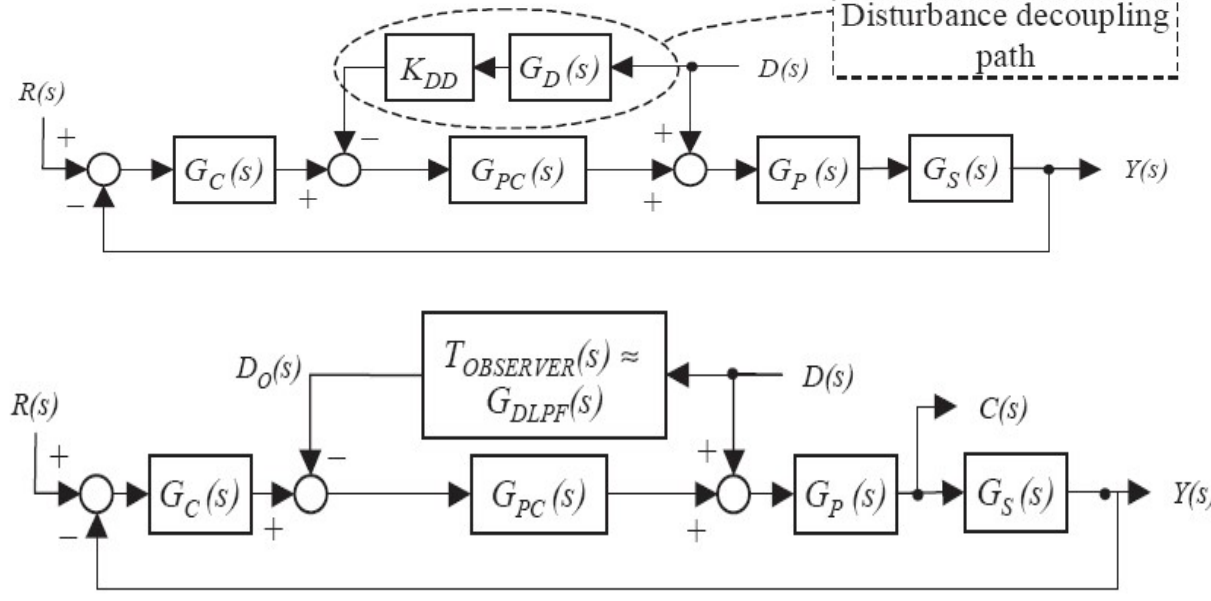 Disturbance decoupling
path
K_DD
G_D(s)
D(s)
R(s)
+
−
G_C(s)
+
−
G_PC(s)
+
+
G_P(s)
G_S(s)
Y(s)
T_OBSERVER(s) ≈
G_DLPF(s)
D_O(s)
D(s)
C(s)
R(s)
+
−
G_C(s)
+
−
G_PC(s)
+
+
G_P(s)
G_S(s)
Y(s)